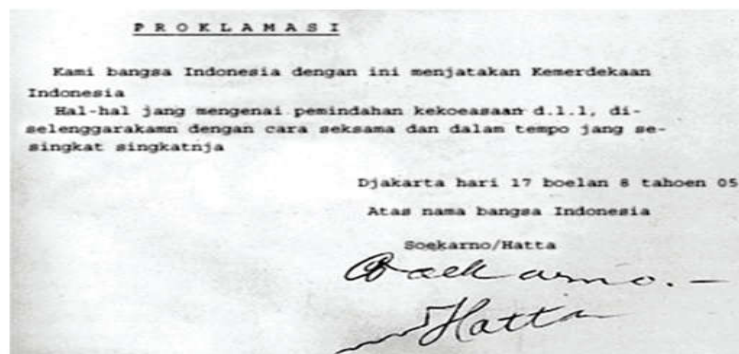 P R O K L A M A S I
Kami bangsa Indonesia dengan ini menjatakan Kemerdekaan
Indonesia
Hal-hal jang mengenai pemindahan kekoeasaan d.l.l, di-
selenggarakamn dengan cara seksama dan dalam tempo jang se-
singkat singkatnja
Djakarta hari 17 boelan 8 tahoen 05
Atas nama bangsa Indonesia
Soekarno/Hatta
Soekarno.—
Hatta